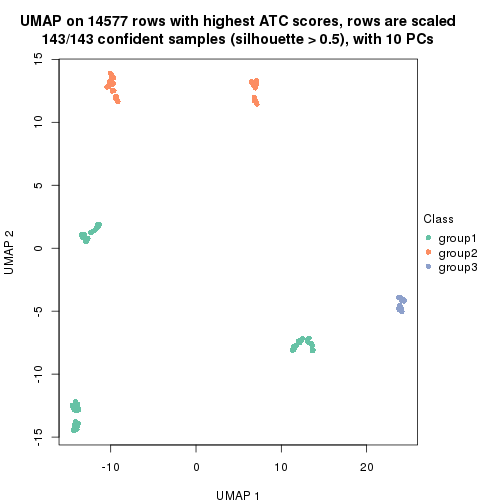 UMAP on 14577 rows with highest ATC scores, rows are scaled
143/143 confident samples (silhouette > 0.5), with 10 PCs
15
10
5
0
-5
-10
-15
UMAP 2
-10
0
10
20
UMAP 1
Class
group1
group2
group3